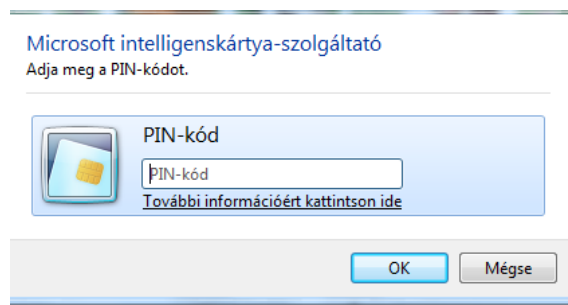 Microsoft intelligenskártya-szolgáltató
Adja meg a PIN-kódot.
PIN-kód
PIN-kód
További információért kattintson ide
OK
Mégse